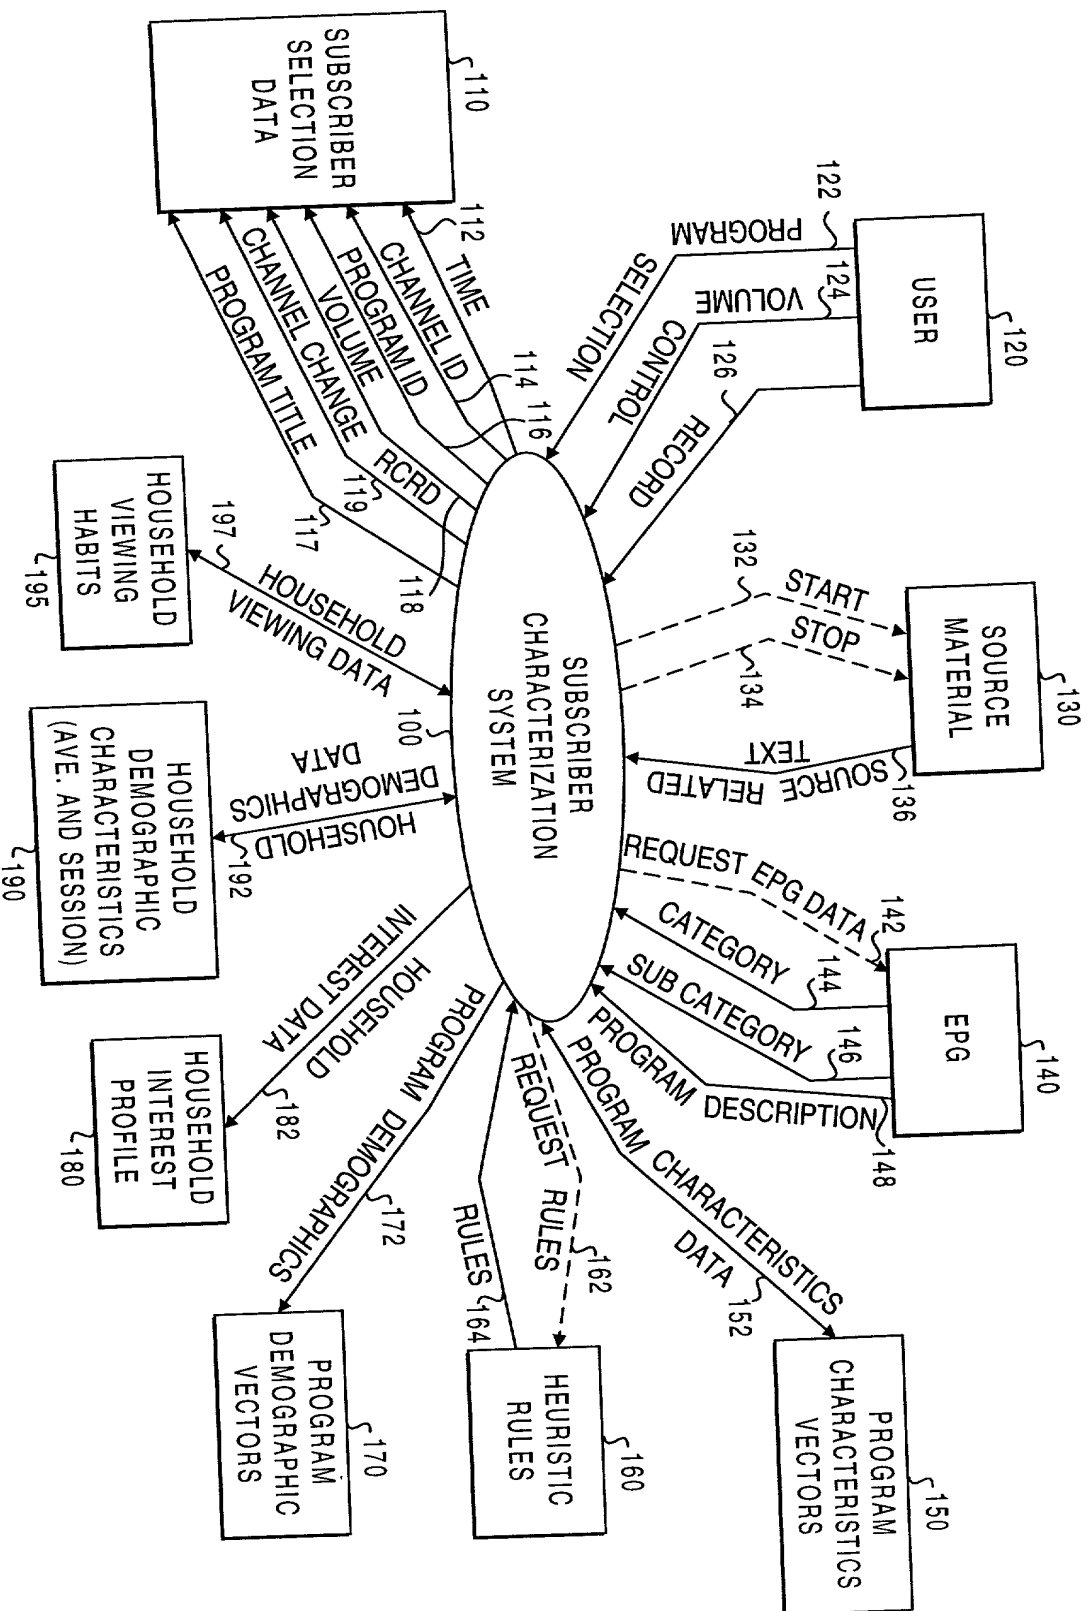 110
SUBSCRIBER
SELECTION
DATA
112
TIME
CHANNEL ID
114
PROGRAM ID
116
VOLUME
RCRD
118
CHANNEL CHANGE
119
PROGRAM TITLE
117
USER
120
122
PROGRAM
SELECTION
124
VOLUME
CONTROL
126
RECORD
SOURCE
MATERIAL
130
132
START
134
STOP
136
SOURCE RELATED
TEXT
EPG
140
REQUEST EPG DATA
142
CATEGORY
144
SUB CATEGORY
146
PROGRAM DESCRIPTION
148
PROGRAM CHARACTERISTICS
DATA
152
PROGRAM
CHARACTERISTICS
VECTORS
150
SUBSCRIBER
CHARACTERIZATION
SYSTEM
100
REQUEST RULES
162
RULES
164
HEURISTIC
RULES
160
PROGRAM DEMOGRAPHICS
172
PROGRAM
DEMOGRAPHIC
VECTORS
170
HOUSEHOLD
INTEREST DATA
182
HOUSEHOLD
INTEREST
PROFILE
180
HOUSEHOLD
DEMOGRAPHICS
DATA
192
HOUSEHOLD
DEMOGRAPHIC
CHARACTERISTICS
(AVE. AND SESSION)
190
HOUSEHOLD
VIEWING DATA
197
HOUSEHOLD
VIEWING
HABITS
195